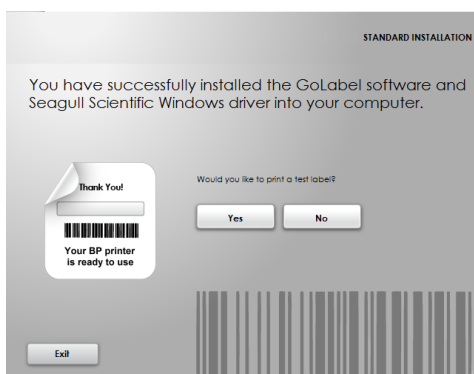 STANDARD INSTALLATION
You have successfully installed the GoLabel software and
Seagull Scientific Windows driver into your computer.
Thank You!
Your BP printer
is ready to use
Would you like to print a test label?
Yes
No
Exit